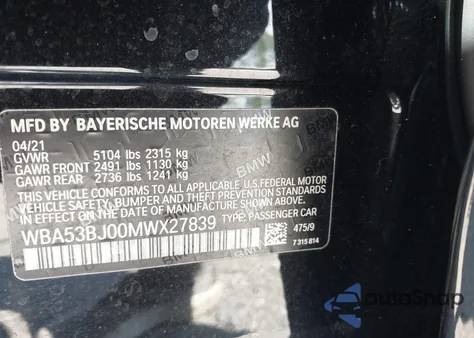 MFD BY BAYERISCHE MOTOREN WERKE AG
04/21
GVWR 5104 lbs 2315 kg
GAWR FRONT 2491 lbs 1130 kg
GAWR REAR 2736 lbs 1241 kg
THIS VEHICLE CONFORMS TO ALL APPLICABLE U.S. FEDERAL MOTOR
VEHICLE SAFETY, BUMPER, AND THEFT PREVENTION STANDARDS
IN EFFECT ON THE DATE OF MANUFACTURE SHOWN ABOVE.
WBA53BJ00MWX27839 TYPE: PASSENGER CAR
475/9
7 315 814
autoSnap